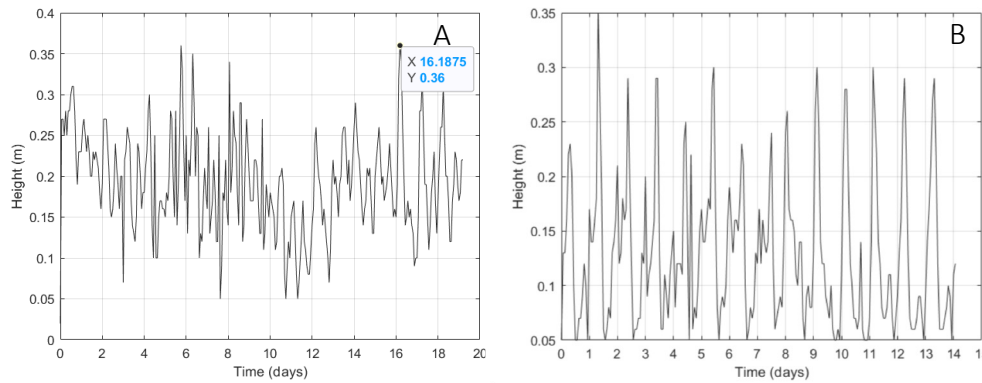 A
0.4
0.35
0.3
0.25
0.2
0.15
0.1
0.05
0
Height (m)
X 16.1875
Y 0.36
0 2 4 6 8 10 12 14 16 18 20
Time (days)
B
0.35
0.3
0.25
0.2
0.15
0.1
0.05
Height (m)
0 1 2 3 4 5 6 7 8 9 10 11 12 13 14 1
Time (days)